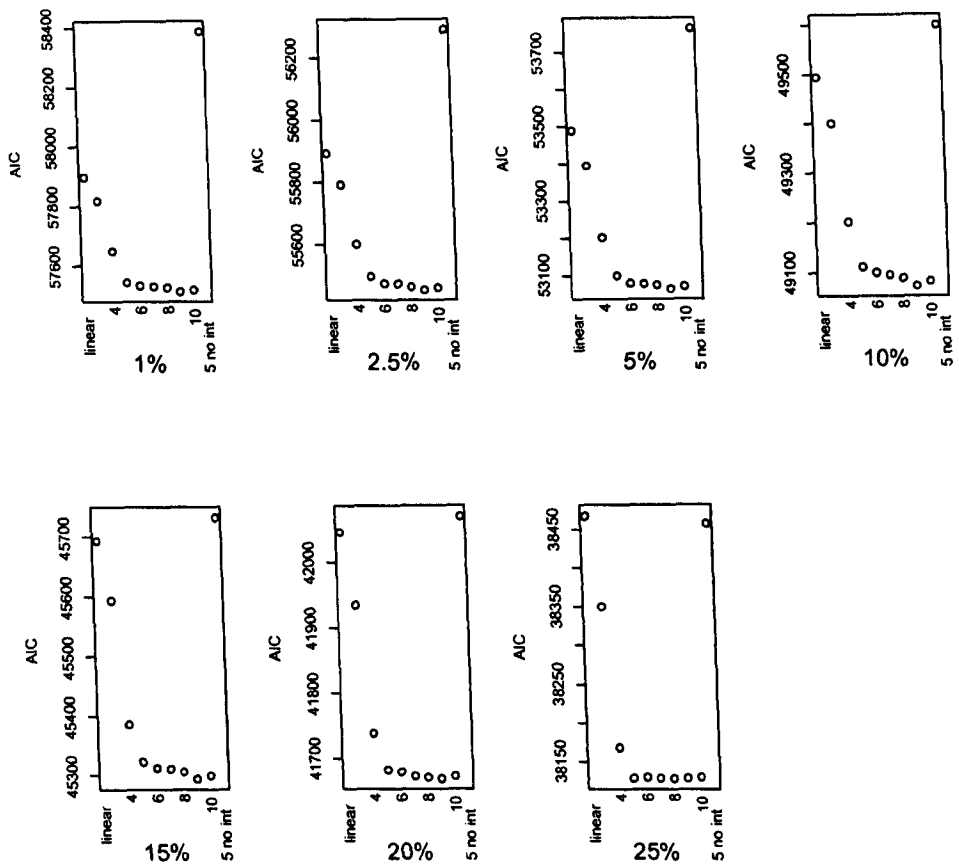 AIC
57600 57800 58000 58200 58400
linear 4 6 8 10 5 no int
1%
AIC
55600 55800 56000 56200
linear 4 6 8 10 5 no int
2.5%
AIC
53100 53300 53500 53700
linear 4 6 8 10 5 no int
5%
AIC
49100 49300 49500
linear 4 6 8 10 5 no int
10%
AIC
45300 45400 45500 45600 45700
linear 4 6 8 10 5 no int
15%
AIC
41700 41800 41900 42000
linear 4 6 8 10 5 no int
20%
AIC
38150 38250 38350 38450
linear 4 6 8 10 5 no int
25%